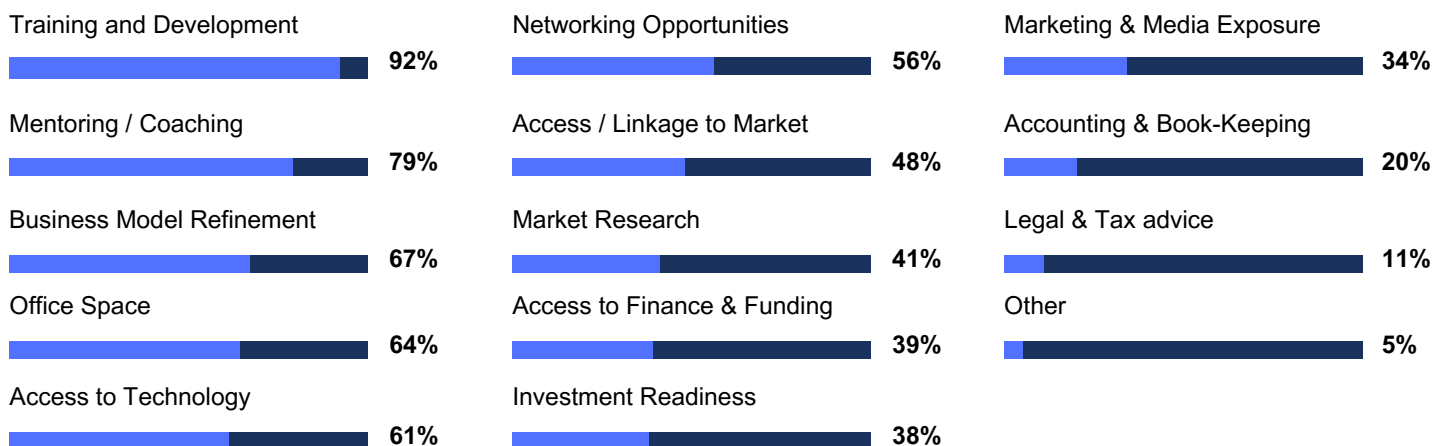 Training and Development
92%
Mentoring / Coaching
79%
Business Model Refinement
67%
Office Space
64%
Access to Technology
61%
Networking Opportunities
56%
Access / Linkage to Market
48%
Market Research
41%
Access to Finance & Funding
39%
Investment Readiness
38%
Marketing & Media Exposure
34%
Accounting & Book-Keeping
20%
Legal & Tax advice
11%
Other
5%